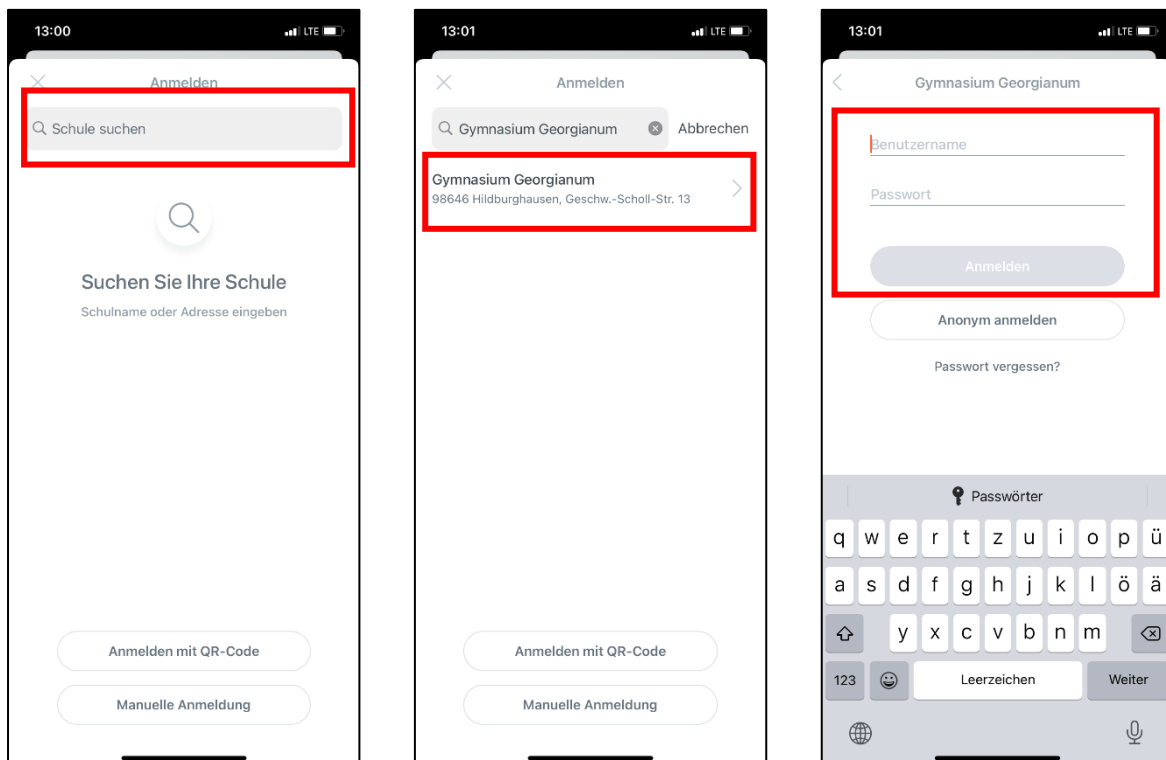 13:00
LTE
Anmelden
Schule suchen
Suchen Sie Ihre Schule
Schulname oder Adresse eingeben
Anmelden mit QR-Code
Manuelle Anmeldung
13:01
LTE
Anmelden
Gymnasium Georgianum
Abbrechen
Gymnasium Georgianum
98646 Hildburghausen, Geschw.-Scholl-Str. 13
Anmelden mit QR-Code
Manuelle Anmeldung
13:01
LTE
Gymnasium Georgianum
Benutzername
Passwort
Anmelden
Anonym anmelden
Passwort vergessen?
Passwörter
q w e r t z u i o p ü
a s d f g h j k l ö ä
y x c v b n m
123 Leerzeichen Weiter